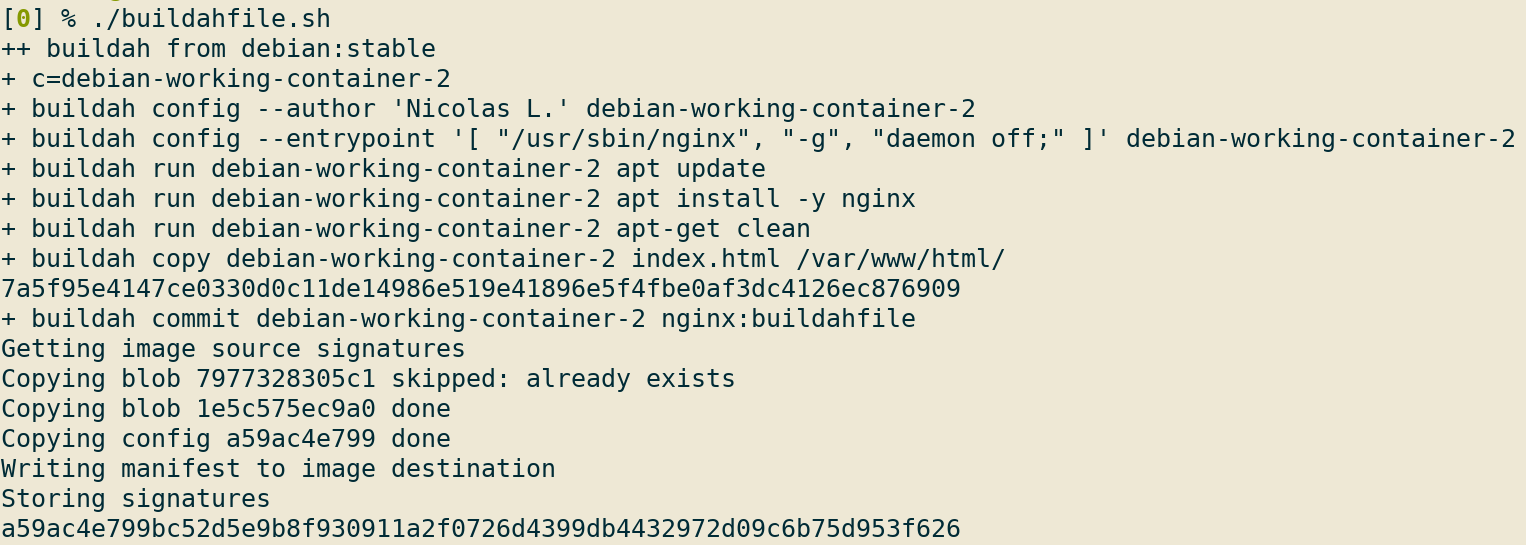 [0] % ./buildahfile.sh
++ buildah from debian:stable
+ c=debian-working-container-2
+ buildah config --author 'Nicolas L.' debian-working-container-2
+ buildah config --entrypoint '[ "/usr/sbin/nginx", "-g", "daemon off;" ]' debian-working-container-2
+ buildah run debian-working-container-2 apt update
+ buildah run debian-working-container-2 apt install -y nginx
+ buildah run debian-working-container-2 apt-get clean
+ buildah copy debian-working-container-2 index.html /var/www/html/
7a5f95e4147ce0330d0c11de14986e519e41896e5f4fbe0af3dc4126ec876909
+ buildah commit debian-working-container-2 nginx:buildahfile
Getting image source signatures
Copying blob 7977328305c1 skipped: already exists
Copying blob 1e5c575ec9a0 done
Copying config a59ac4e799 done
Writing manifest to image destination
Storing signatures
a59ac4e799bc52d5e9b8f930911a2f0726d4399db4432972d09c6b75d953f626